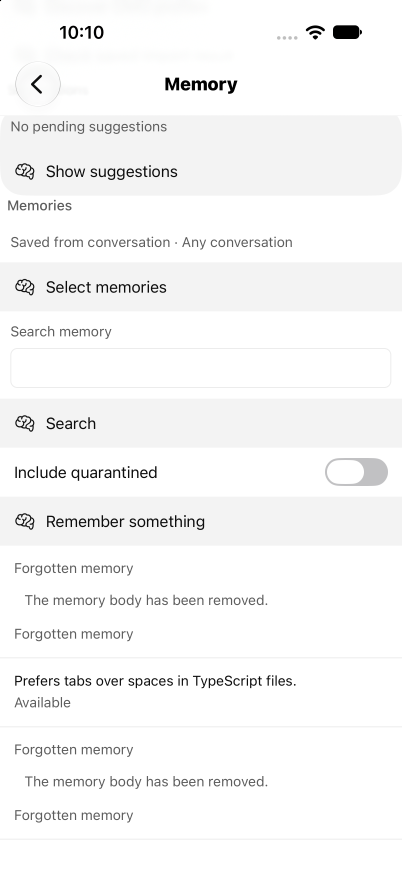 10:10
Memory
No pending suggestions
Show suggestions
Memories
Saved from conversation · Any conversation
Select memories
Search memory
Search
Include quarantined
Remember something
Forgotten memory
The memory body has been removed.
Forgotten memory
Prefers tabs over spaces in TypeScript files.
Available
Forgotten memory
The memory body has been removed.
Forgotten memory